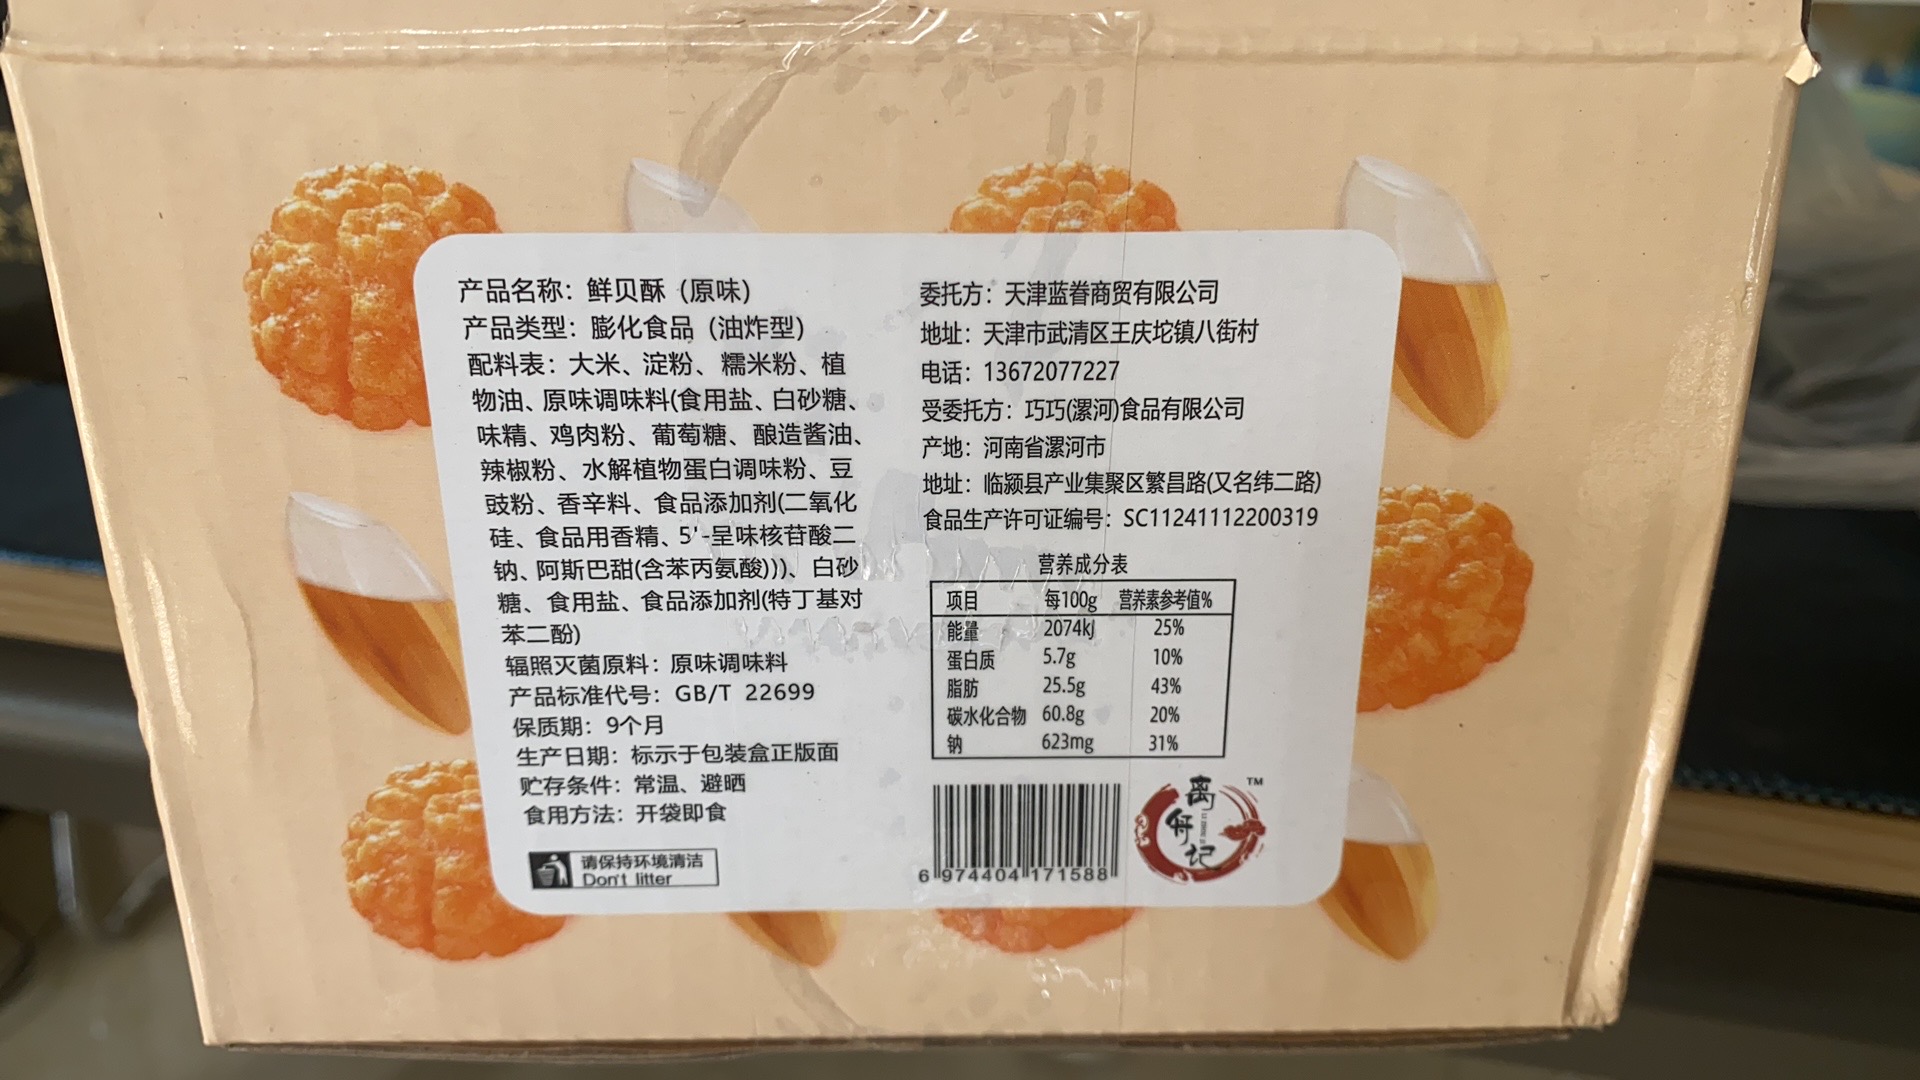 产品名称：鲜贝酥（原味）
产品类型：膨化食品（油炸型）
配料表：大米、淀粉、糯米粉、植
物油、原味调味料(食用盐、白砂糖、
味精、鸡肉粉、葡萄糖、酿造酱油、
辣椒粉、水解植物蛋白调味粉、豆
豉粉、香辛料、食品添加剂(二氧化
硅、食品用香精、5'-呈味核苷酸二
钠、阿斯巴甜(含苯丙氨酸)))、白砂
糖、食用盐、食品添加剂(特丁基对
苯二酚)
辐照灭菌原料：原味调味料
产品标准代号：GB/T 22699
保质期：9个月
生产日期：标示于包装盒正版面
贮存条件：常温、避晒
食用方法：开袋即食
请保持环境清洁
Don't litter
委托方：天津蓝眷商贸有限公司
地址：天津市武清区王庆坨镇八街村
电话：13672077227
受委托方：巧巧(漯河)食品有限公司
产地：河南省漯河市
地址：临颍县产业集聚区繁昌路(又名纬二路)
食品生产许可证编号：SC11241112200319
营养成分表
项目 每100g 营养素参考值%
能量 2074kJ 25%
蛋白质 5.7g 10%
脂肪 25.5g 43%
碳水化合物 60.8g 20%
钠 623mg 31%
6 974404 171588
离
记
TM